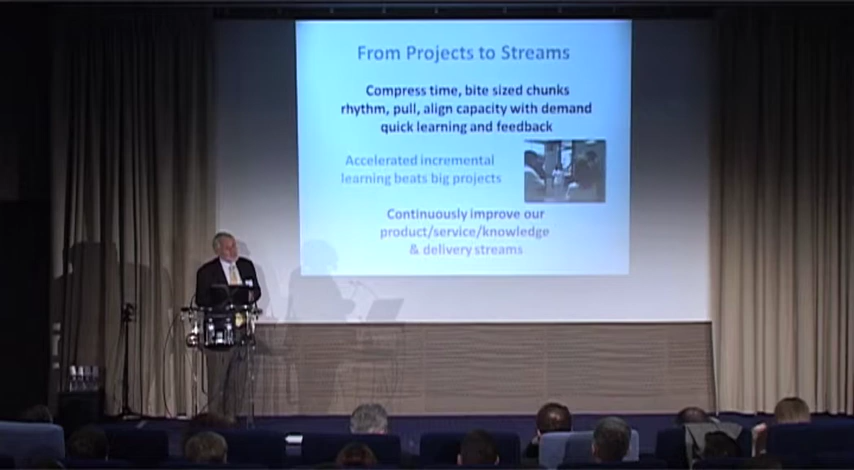 From Projects to Streams
Compress time, bite sized chunks
rhythm, pull, align capacity with demand
quick learning and feedback
Accelerated incremental
learning beats big projects
Continuously improve our
product/service/knowledge
& delivery streams